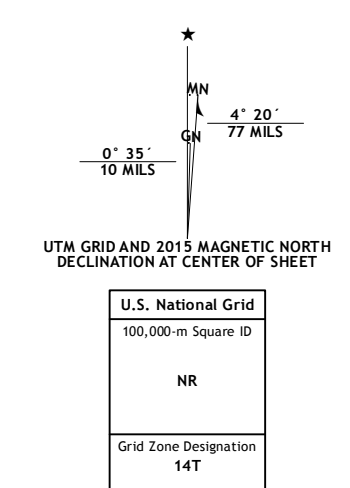 ★
MN
4° 20´
77 MILS
GN
0° 35´
10 MILS
UTM GRID AND 2015 MAGNETIC NORTH
DECLINATION AT CENTER OF SHEET
U.S. National Grid
100,000-m Square ID
NR
Grid Zone Designation
14T